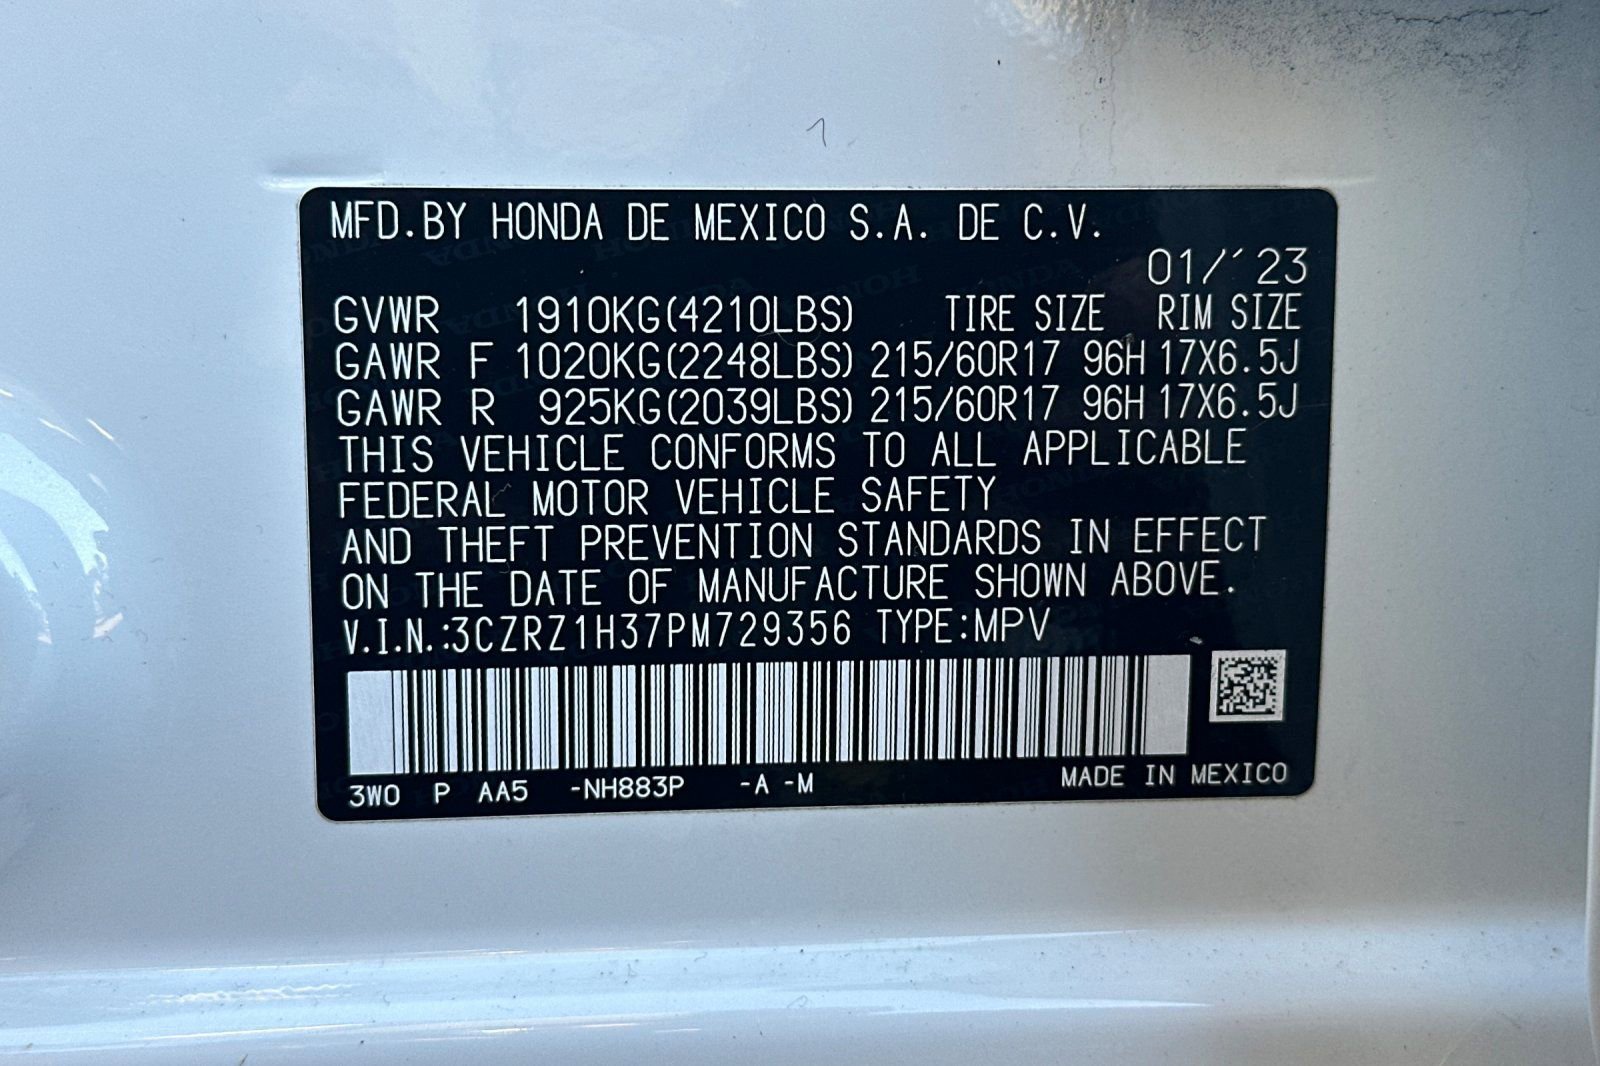 MFD.BY HONDA DE MEXICO S.A. DE C.V.
01/´23
GVWR 1910KG(4210LBS) TIRE SIZE RIM SIZE
GAWR F 1020KG(2248LBS) 215/60R17 96H 17X6.5J
GAWR R 925KG(2039LBS) 215/60R17 96H 17X6.5J
THIS VEHICLE CONFORMS TO ALL APPLICABLE
FEDERAL MOTOR VEHICLE SAFETY
AND THEFT PREVENTION STANDARDS IN EFFECT
ON THE DATE OF MANUFACTURE SHOWN ABOVE.
V.I.N.:3CZRZ1H37PM729356 TYPE:MPV
3W0 P AA5 -NH883P -A -M MADE IN MEXICO